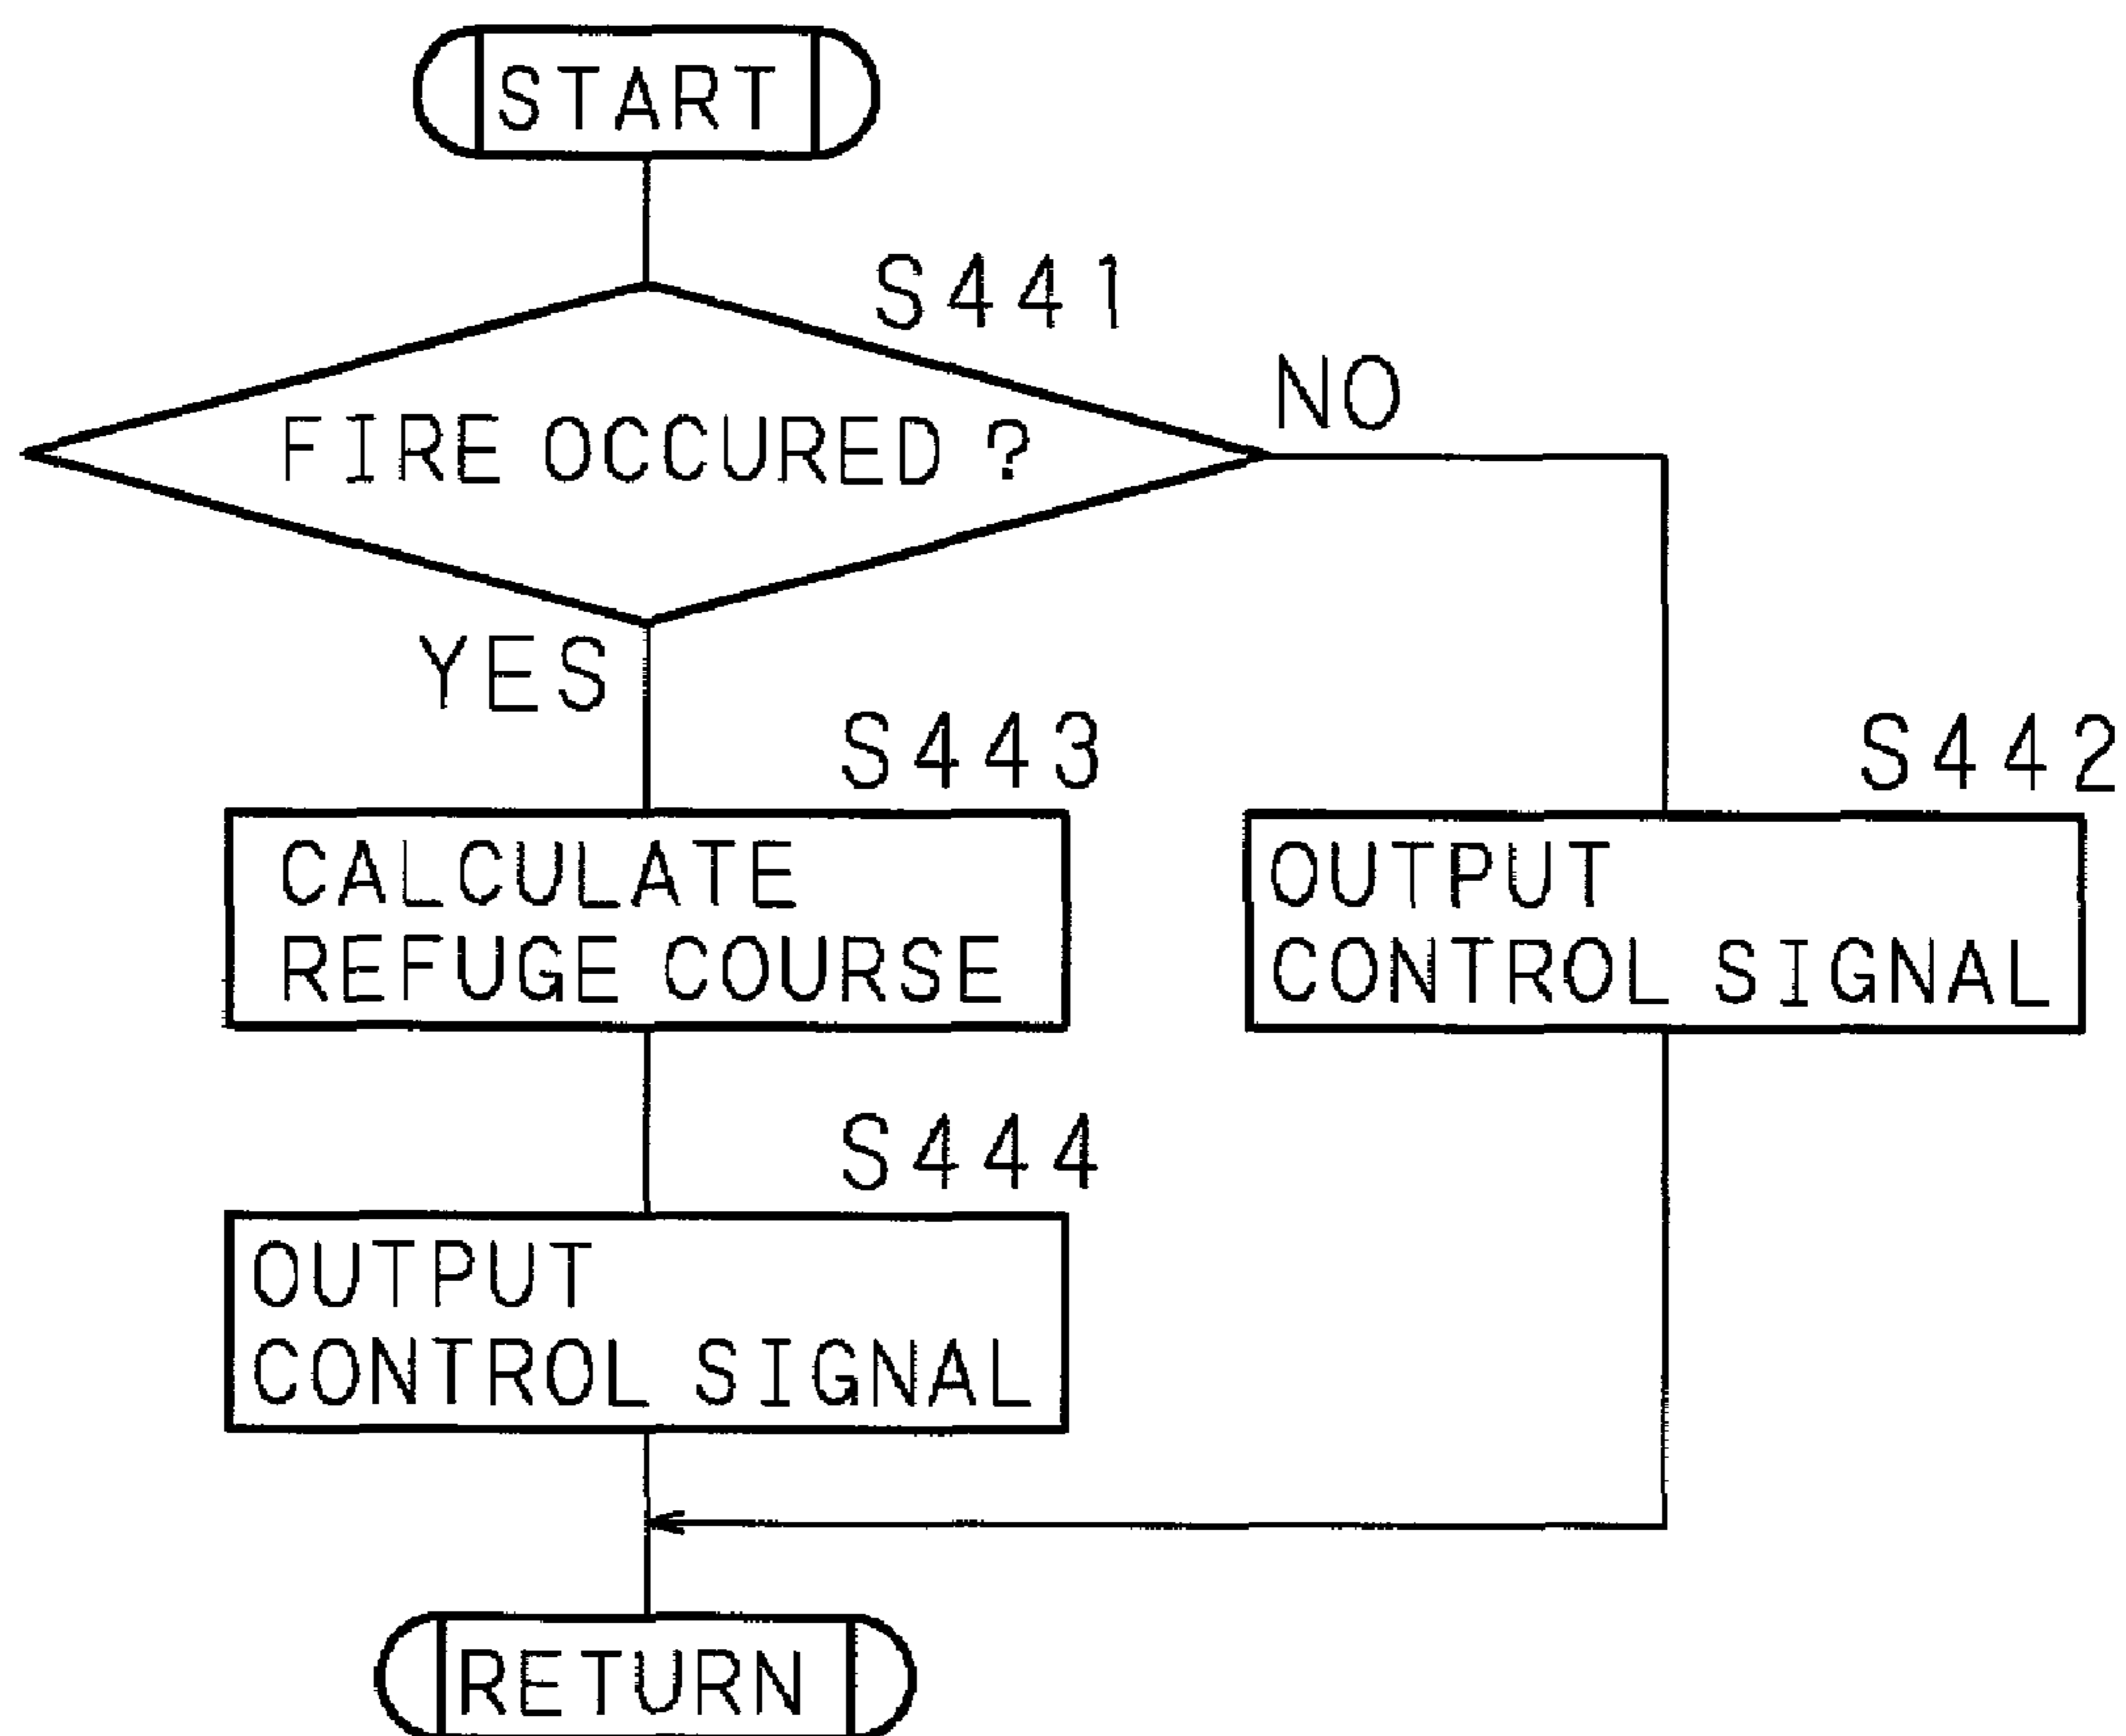 START
S441
FIRE OCCURED ?
NO
YES
S443
S442
CALCULATE
REFUGE COURSE
OUTPUT
CONTROL SIGNAL
S444
OUTPUT
CONTROL SIGNAL
RETURN